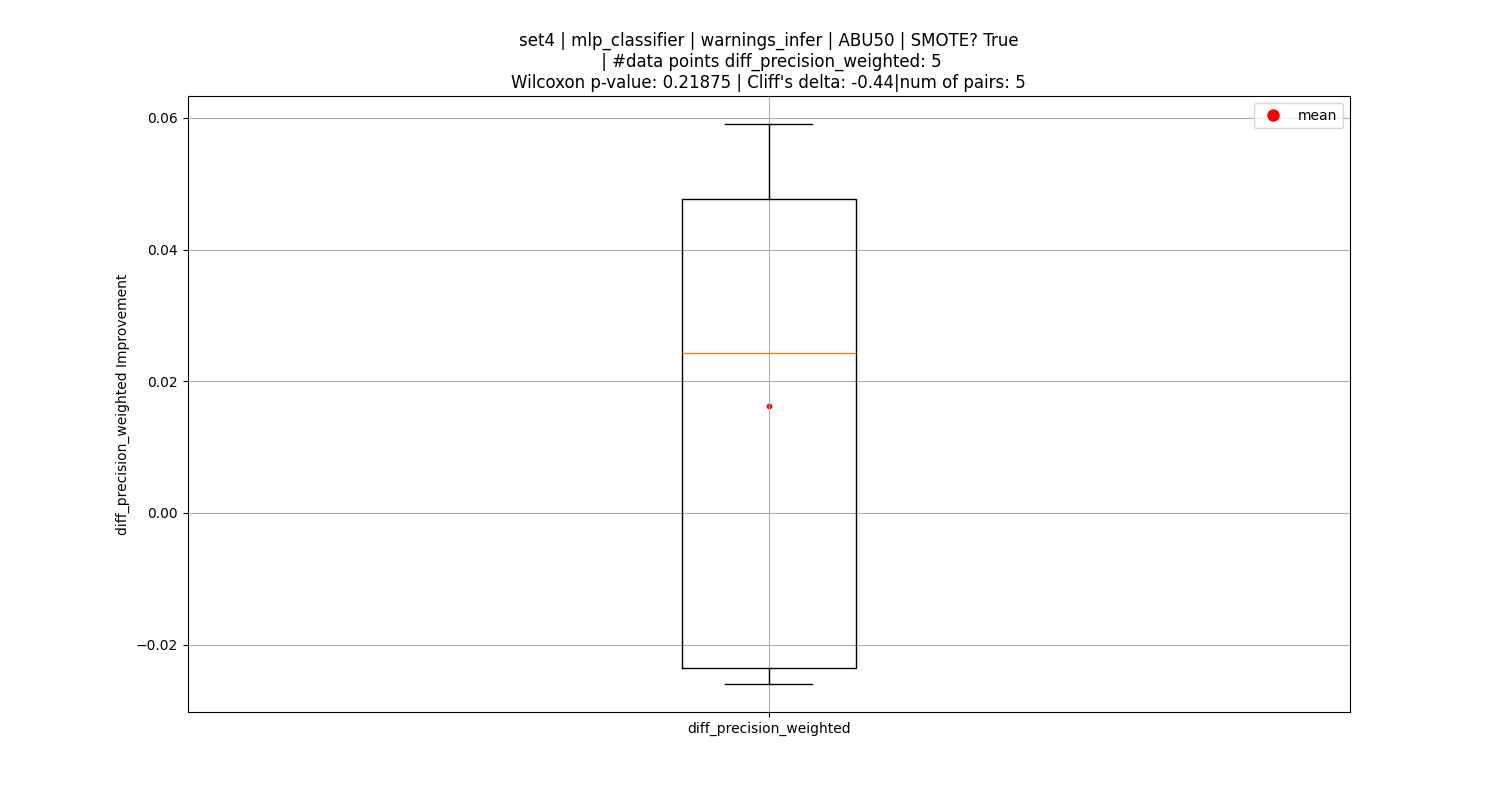 set4 | mlp_classifier | warnings_infer | ABU50 | SMOTE? True
| #data points diff_precision_weighted: 5
Wilcoxon p-value: 0.21875 | Cliff's delta: -0.44|num of pairs: 5
mean
0.06
0.04
0.02
0.00
−0.02
diff_precision_weighted Improvement
diff_precision_weighted